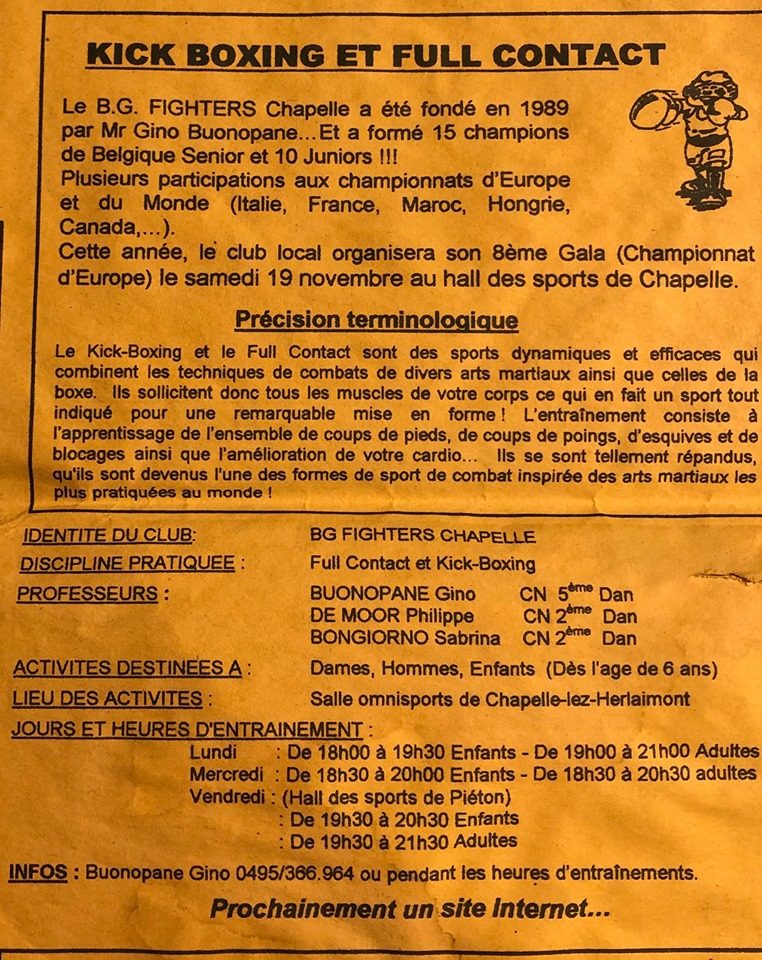 KICK BOXING ET FULL CONTACT
Le B.G. FIGHTERS Chapelle a été fondé en 1989
par Mr Gino Buonopane...Et a formé 15 champions
de Belgique Senior et 10 Juniors !!!
Plusieurs participations aux championnats d'Europe
et du Monde (Italie, France, Maroc, Hongrie,
Canada,...).
Cette année, le club local organisera son 8ème Gala (Championnat
d'Europe) le samedi 19 novembre au hall des sports de Chapelle.
Précision terminologique
Le Kick-Boxing et le Full Contact sont des sports dynamiques et efficaces qui
combinent les techniques de combats de divers arts martiaux ainsi que celles de la
boxe. Ils sollicitent donc tous les muscles de votre corps ce qui en fait un sport tout
indiqué pour une remarquable mise en forme ! L'entraînement consiste à
l'apprentissage de l'ensemble de coups de pieds, de coups de poings, d'esquives et de
blocages ainsi que l'amélioration de votre cardio... Ils se sont tellement répandus,
qu'ils sont devenus l'une des formes de sport de combat inspirée des arts martiaux les
plus pratiquées au monde !
IDENTITE DU CLUB: BG FIGHTERS CHAPELLE
DISCIPLINE PRATIQUEE : Full Contact et Kick-Boxing
PROFESSEURS : BUONOPANE Gino CN 5ème Dan
DE MOOR Philippe CN 2ème Dan
BONGIORNO Sabrina CN 2ème Dan
ACTIVITES DESTINEES A : Dames, Hommes, Enfants (Dès l'age de 6 ans)
LIEU DES ACTIVITES : Salle omnisports de Chapelle-lez-Herlaimont
JOURS ET HEURES D'ENTRAINEMENT :
Lundi : De 18h00 à 19h30 Enfants - De 19h00 à 21h00 Adultes
Mercredi : De 18h30 à 20h00 Enfants - De 18h30 à 20h30 adultes
Vendredi : (Hall des sports de Piéton)
: De 19h30 à 20h30 Enfants
: De 19h30 à 21h30 Adultes
INFOS : Buonopane Gino 0495/366.964 ou pendant les heures d'entraînements.
Prochainement un site Internet...